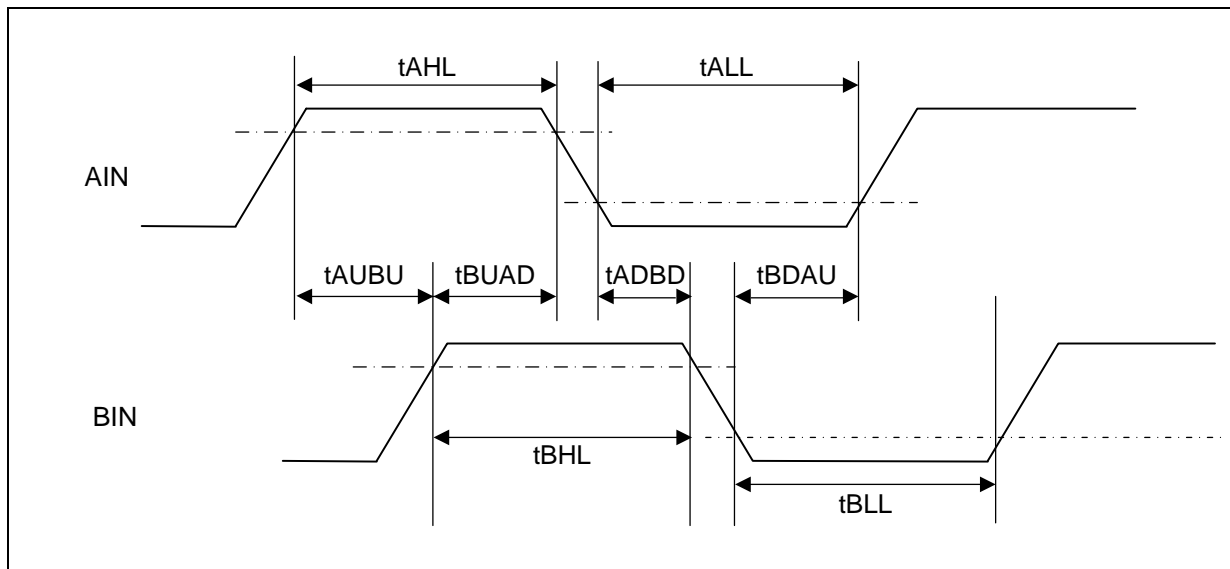 tAHL tALL
AIN
tAUBU tBUAD tADBD tBDAU
BIN
tBHL
tBLL